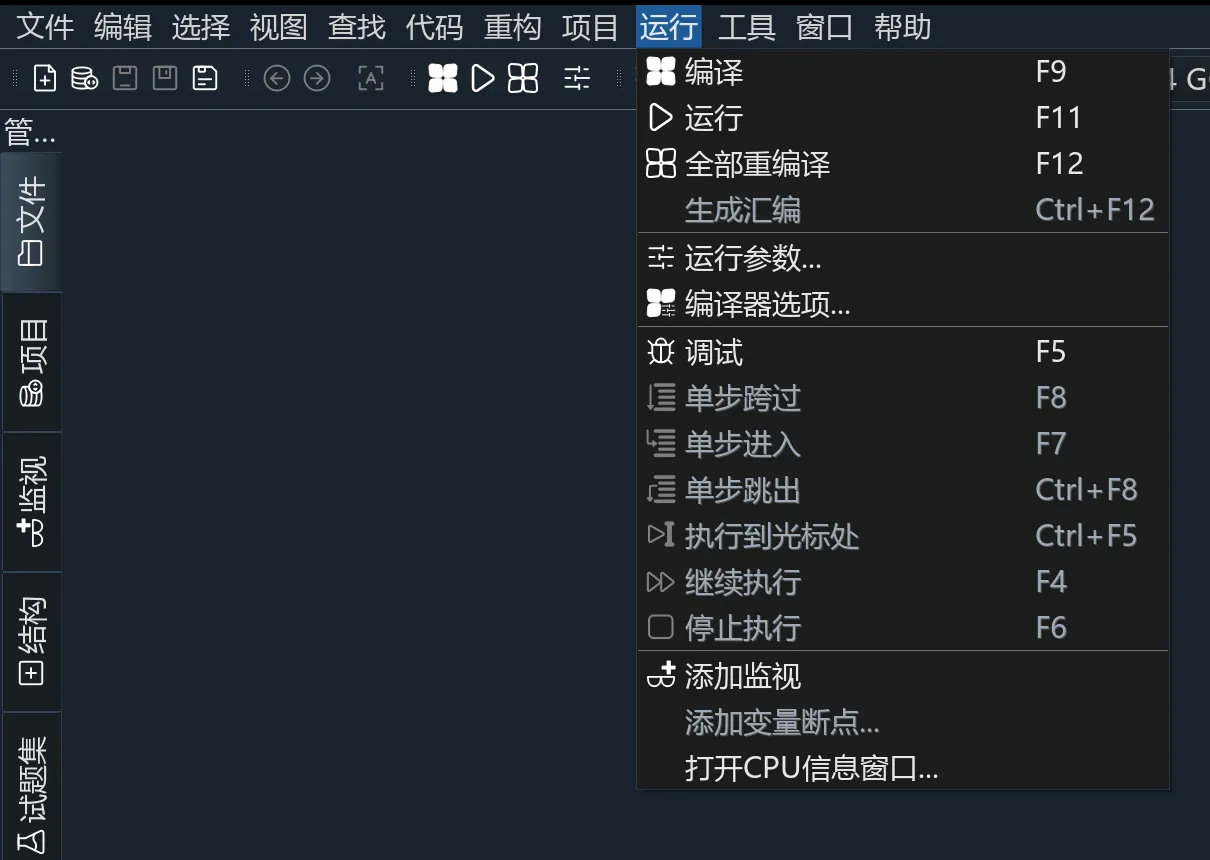 文件 编辑 选择 视图 查找 代码 重构 项目 运行 工具 窗口 帮助
管...
文件
项目
监视
结构
试题集
编译 F9
运行 F11
全部重编译 F12
生成汇编 Ctrl+F12
运行参数...
编译器选项...
调试 F5
单步跨过 F8
单步进入 F7
单步跳出 Ctrl+F8
执行到光标处 Ctrl+F5
继续执行 F4
停止执行 F6
添加监视
添加变量断点...
打开CPU信息窗口...